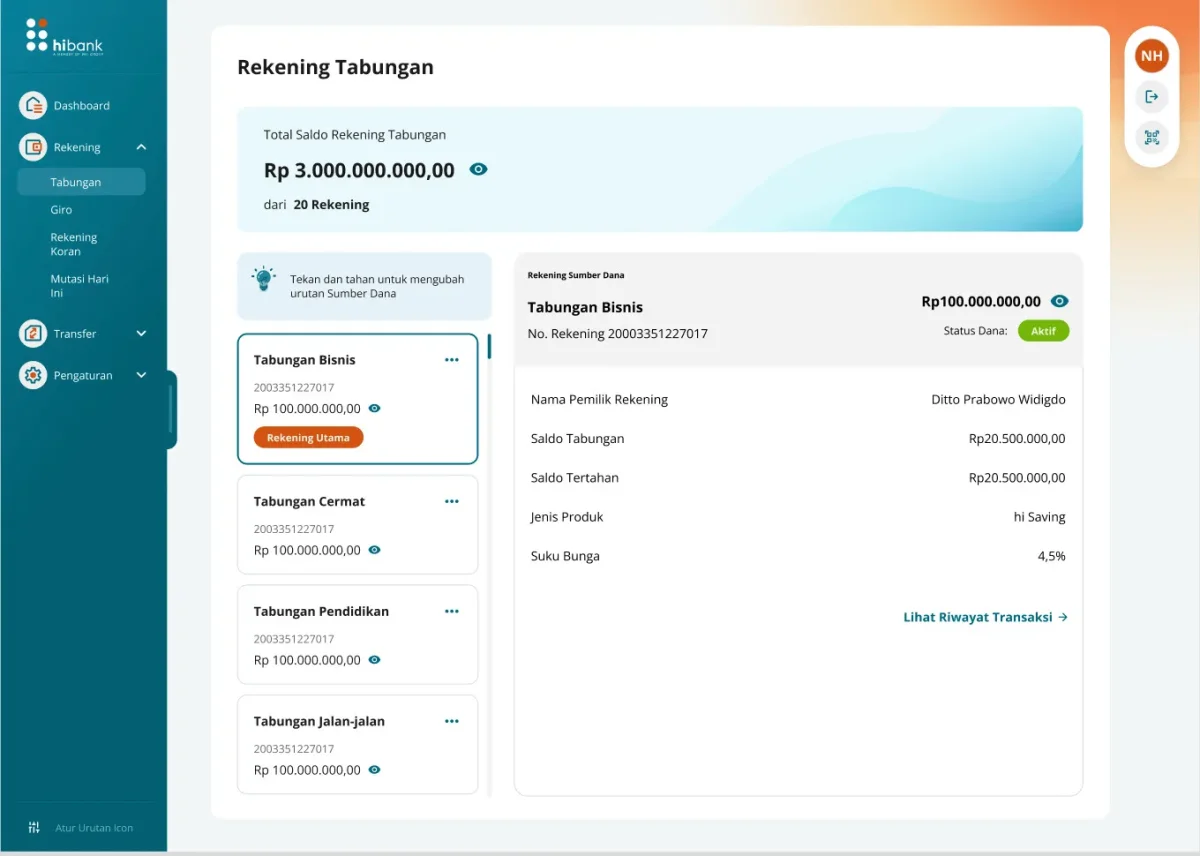 hibank
Dashboard
Rekening
Tabungan
Giro
Rekening
Koran
Mutasi Hari
Ini
Transfer
Pengaturan
Atur Urutan Icon
Rekening Tabungan
Total Saldo Rekening Tabungan
Rp 3.000.000.000,00
dari 20 Rekening
Tekan dan tahan untuk mengubah
urutan Sumber Dana
Tabungan Bisnis
2003351227017
Rp 100.000.000,00
Rekening Utama
Tabungan Cermat
2003351227017
Rp 100.000.000,00
Tabungan Pendidikan
2003351227017
Rp 100.000.000,00
Tabungan Jalan-jalan
2003351227017
Rp 100.000.000,00
Rekening Sumber Dana
Tabungan Bisnis
No. Rekening 20003351227017
Rp100.000.000,00
Status Dana: Aktif
Nama Pemilik Rekening Ditto Prabowo Widigdo
Saldo Tabungan Rp20.500.000,00
Saldo Tertahan Rp20.500.000,00
Jenis Produk hi Saving
Suku Bunga 4,5%
Lihat Riwayat Transaksi →
NH